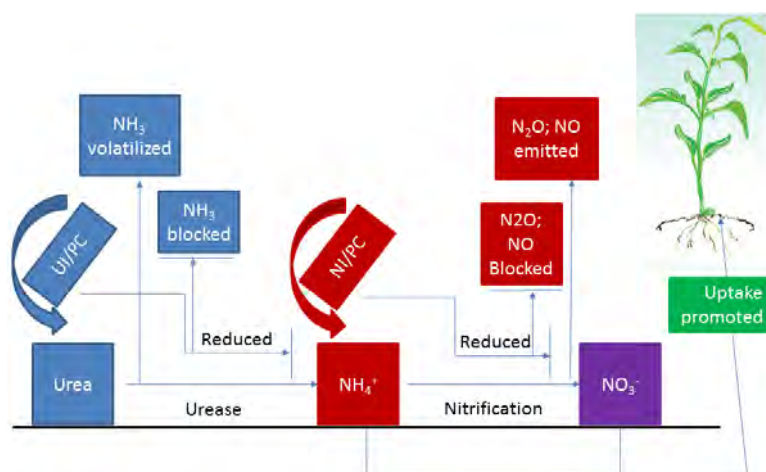 NH₃
volatilized
N₂O; NO
emitted
NH₃
blocked
N2O;
NO
Blocked
UI/PC
NI/PC
Uptake
promoted
Reduced
Reduced
Urea
NH₄⁺
NO₃⁻
Urease
Nitrification